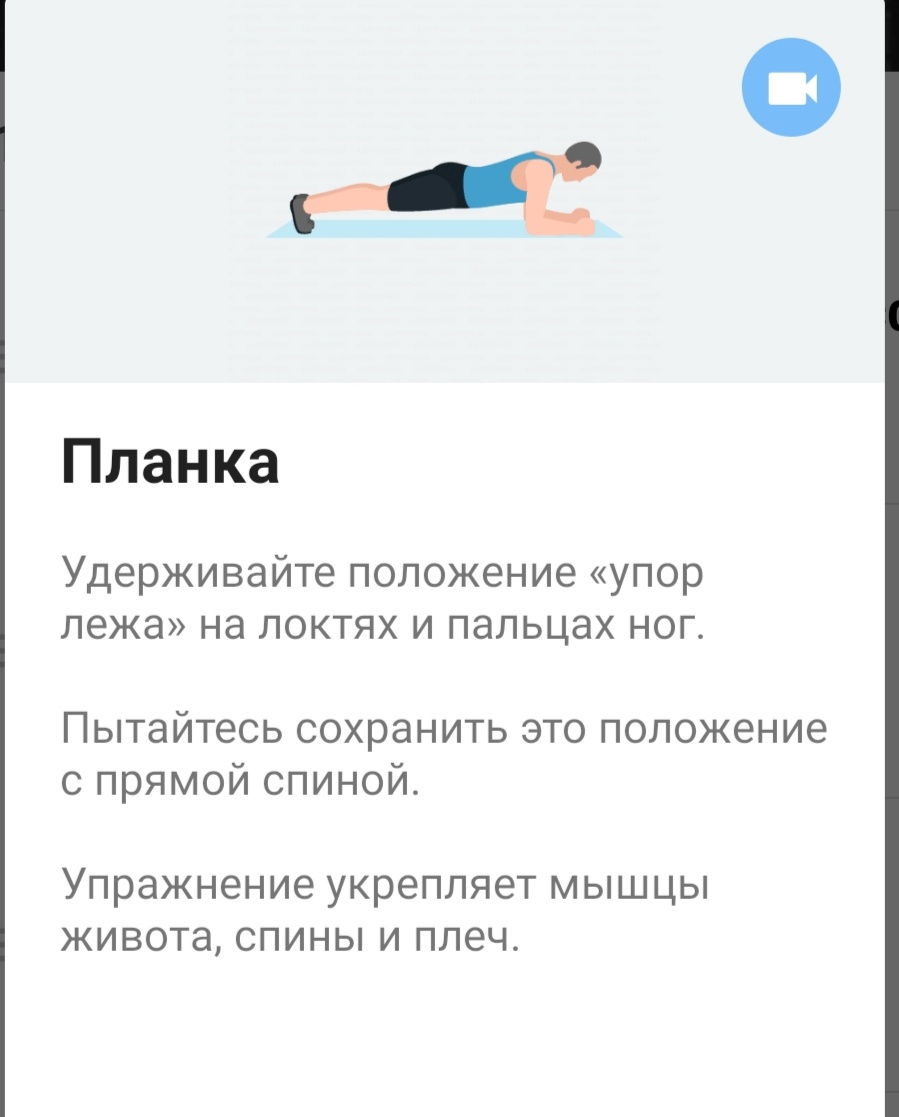 Планка
Удерживайте положение «упор
лежа» на локтях и пальцах ног.
Пытайтесь сохранить это положение
с прямой спиной.
Упражнение укрепляет мышцы
живота, спины и плеч.